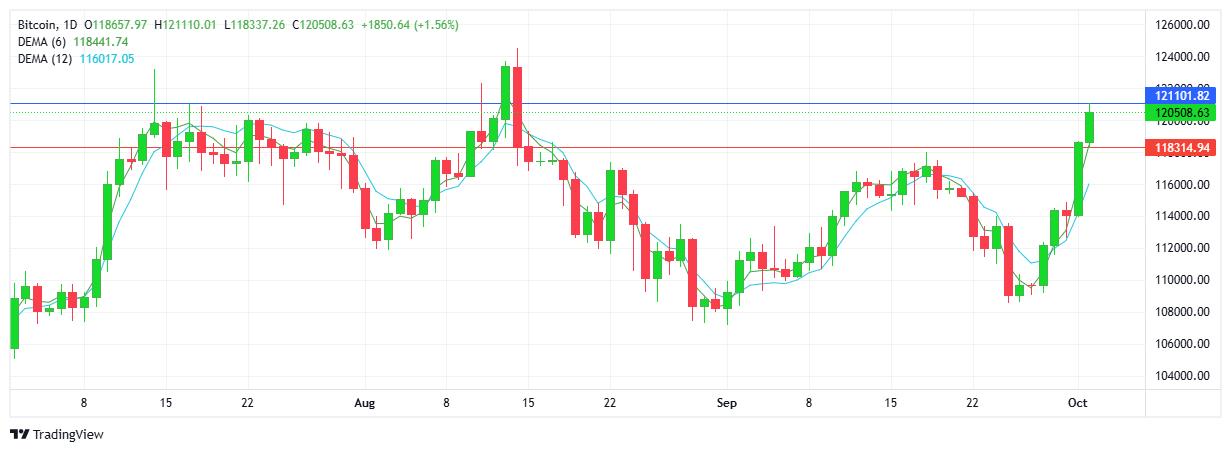 Bitcoin, 1D O118657.97 H121110.01 L118337.26 C120508.63 +1850.64 (+1.56%)
DEMA (6) 118441.74
DEMA (12) 116017.05
126000.00
124000.00
121101.82
120508.63
118314.94
116000.00
114000.00
112000.00
110000.00
108000.00
106000.00
104000.00
8 15 22 Aug 8 15 22 Sep 8 15 22 Oct
TradingView